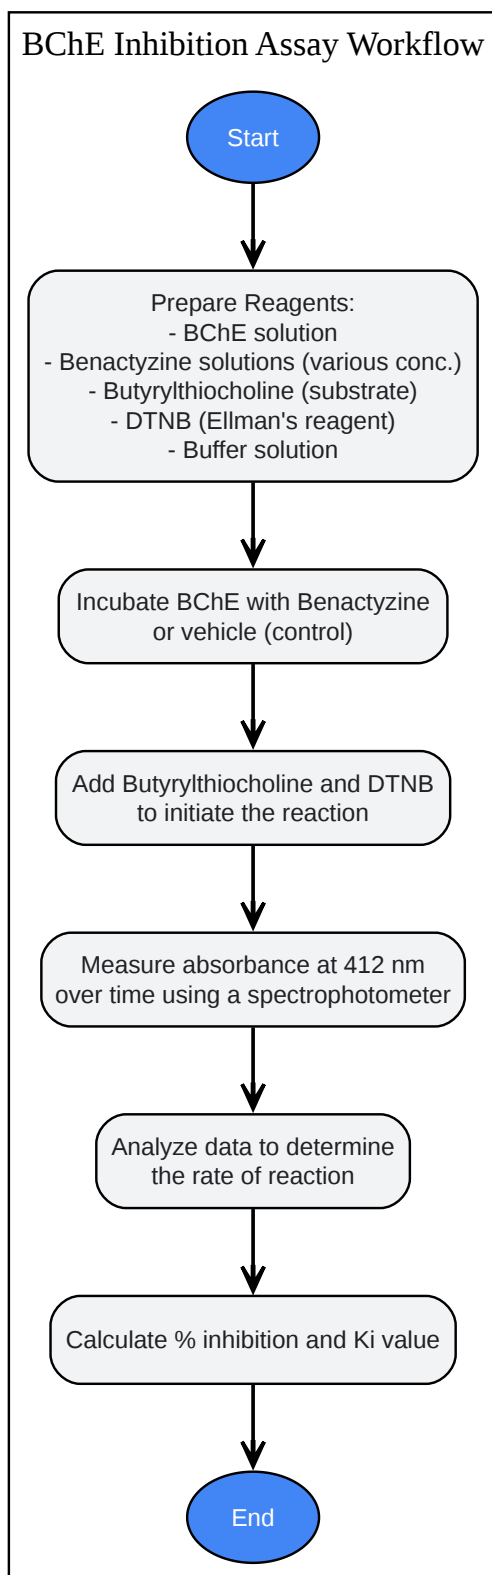 BChE Inhibition Assay Workflow
Start
Prepare Reagents:
- BChE solution
- Benactyzine solutions (various conc.)
- Butyrylthiocholine (substrate)
- DTNB (Ellman's reagent)
- Buffer solution
Incubate BChE with Benactyzine
or vehicle (control)
Add Butyrylthiocholine and DTNB
to initiate the reaction
Measure absorbance at 412 nm
over time using a spectrophotometer
Analyze data to determine
the rate of reaction
Calculate % inhibition and Ki value
End